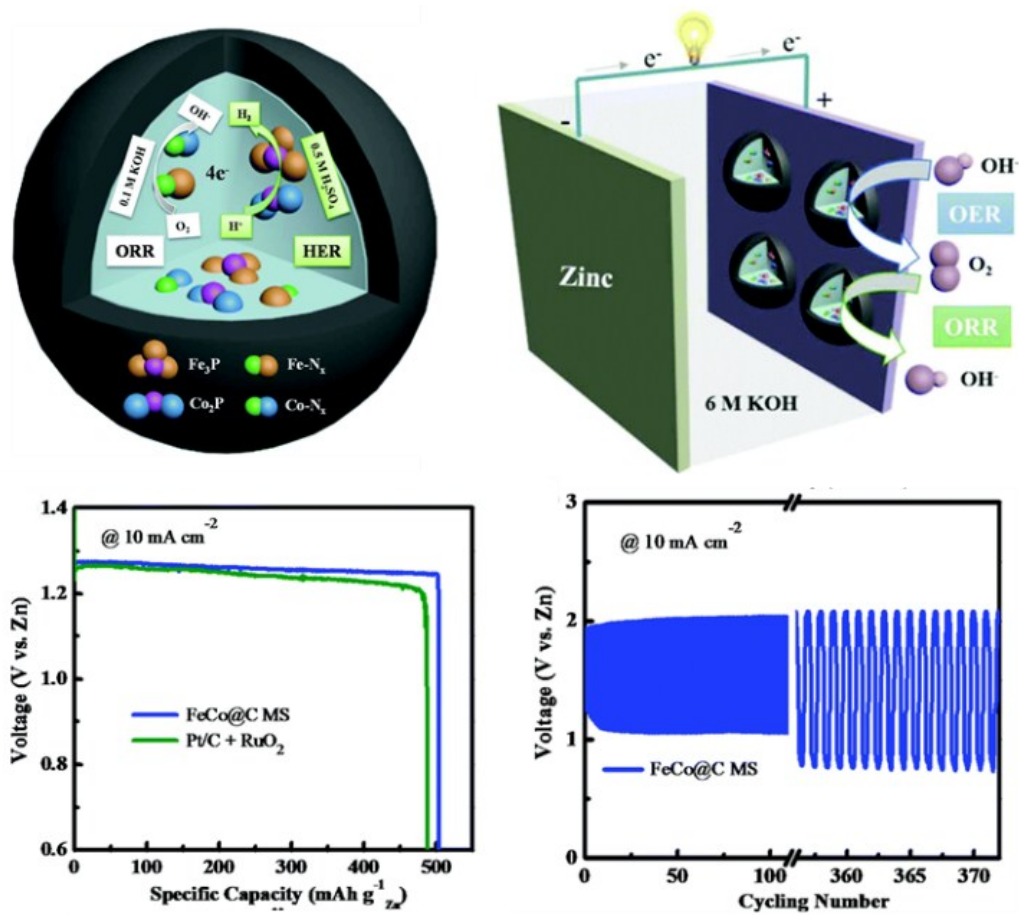 OH-
H2
0.1 M KOH
4e-
0.5 M H2SO4
O2
H+
ORR
HER
Fe3P
Fe-Nx
Co2P
Co-Nx
e-
e-
-
+
OH-
OER
O2
ORR
OH-
Zinc
6 M KOH
1.4
1.2
1.0
0.8
0.6
@ 10 mA cm-2
FeCo@C MS
Pt/C + RuO2
Voltage (V vs. Zn)
0
100
200
300
400
500
Specific Capacity (mAh g-1 Zn)
3
2
1
0
@ 10 mA cm-2
FeCo@C MS
Voltage (V vs. Zn)
0
50
100
360
365
370
Cycling Number